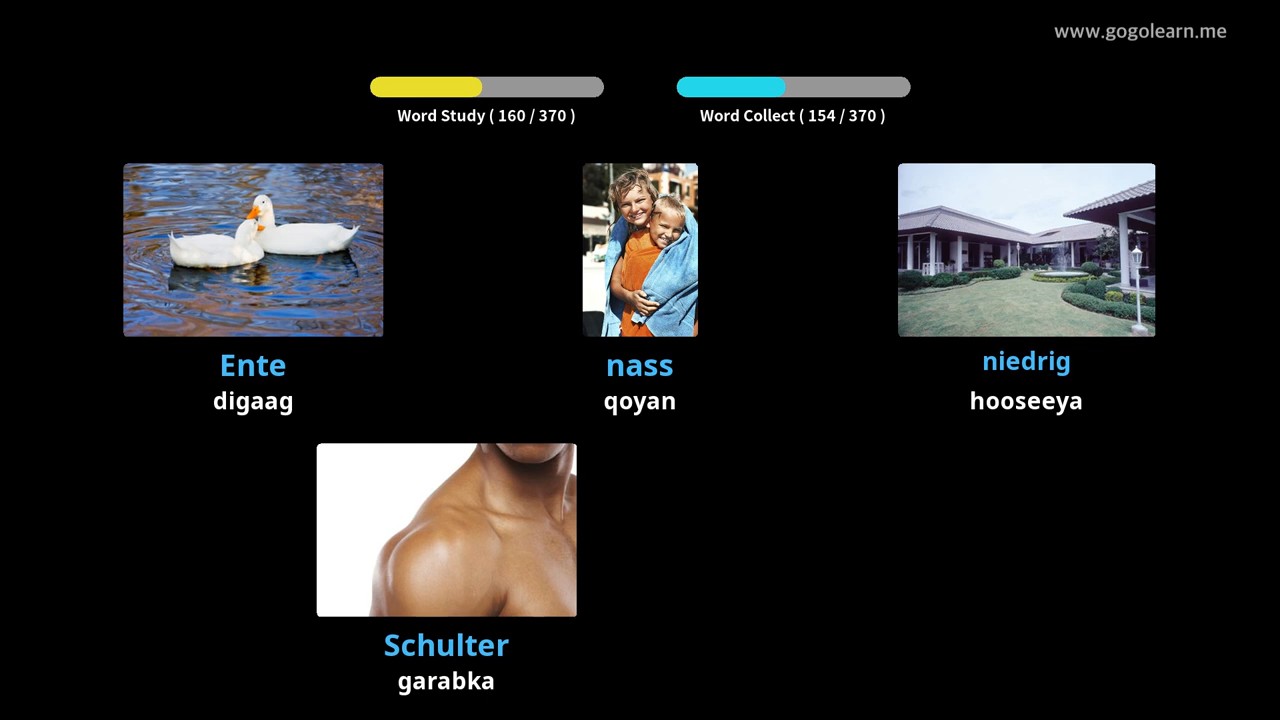 www.gogolearn.me
Word Study ( 160 / 370 )
Word Collect ( 154 / 370 )
Ente
digaag
nass
qoyan
niedrig
hooseeya
Schulter
garabka